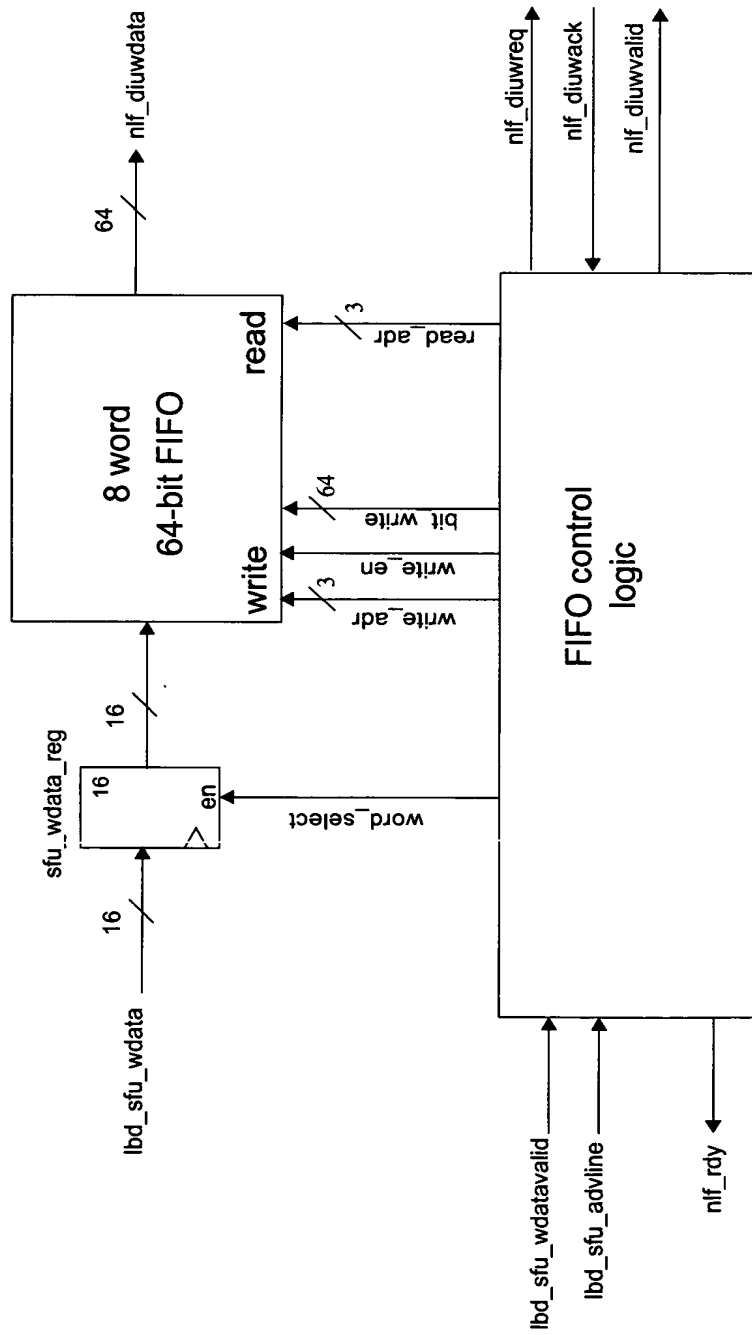 sfu_wdata_reg
lbd_sfu_wdata
16
16
en
16
8 word
64-bit FIFO
write
read
64
nlf_diuwdata
word_select
write_adr
3
write_en
bit_write
64
read_adr
3
lbd_sfu_wdatavalid
lbd_sfu_advline
nlf_rdy
FIFO control
logic
nlf_diuwreq
nlf_diuwack
nlf_diuwvalid